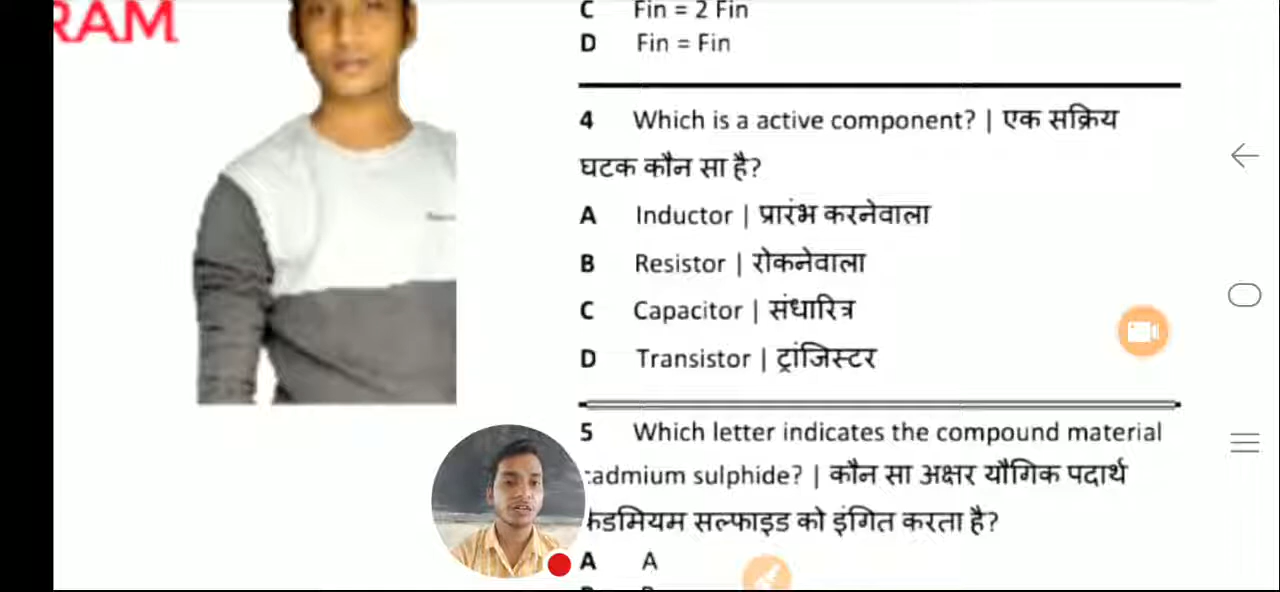 RAM
C Fin = 2 Fin
D Fin = Fin
4 Which is a active component? | एक सक्रिय
घटक कौन सा है?
A Inductor | प्रारंभ करनेवाला
B Resistor | रोकनेवाला
C Capacitor | संधारित्र
D Transistor | ट्रांजिस्टर
5 Which letter indicates the compound material
cadmium sulphide? | कौन सा अक्षर यौगिक पदार्थ
कैडमियम सल्फाइड को इंगित करता है?
A A